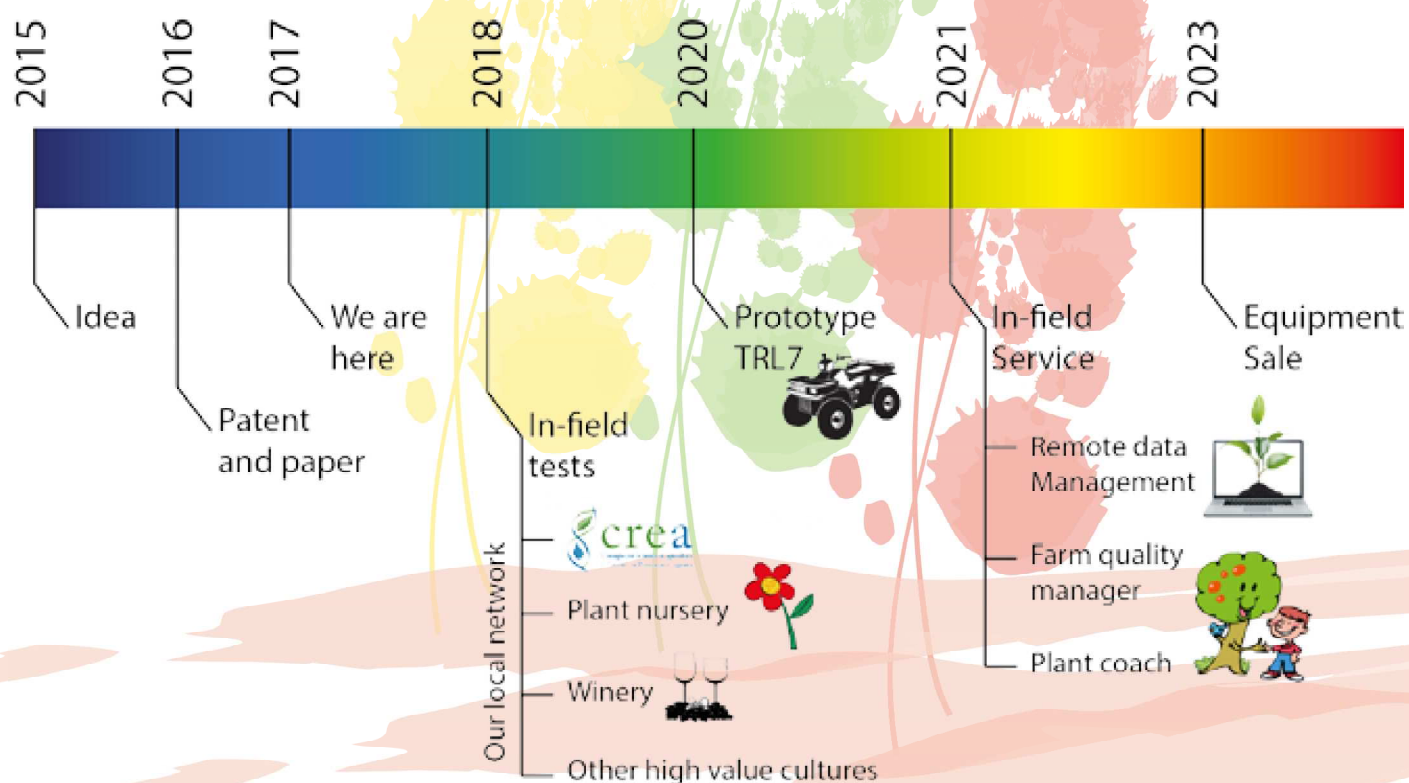 2015
2016
2017
2018
2020
2021
2023
Idea
We are
here
Prototype
TRL7
In-field
Service
Equipment
Sale
Patent
and paper
In-field
tests
Remote data
Management
crea
Farm quality
manager
Our local network
Plant nursery
Plant coach
Winery
Other high value cultures